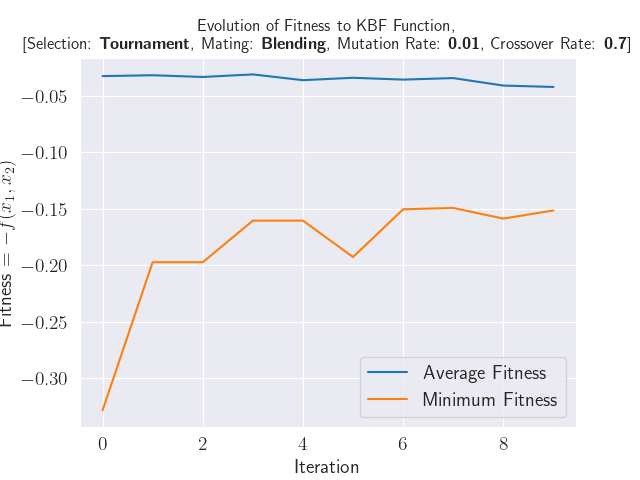 Evolution of Fitness to KBF Function,
[Selection: Tournament, Mating: Blending, Mutation Rate: 0.01, Crossover Rate: 0.7]
Fitness = −f(x₁, x₂)
−0.05
−0.10
−0.15
−0.20
−0.25
−0.30
Average Fitness
Minimum Fitness
0 2 4 6 8
Iteration